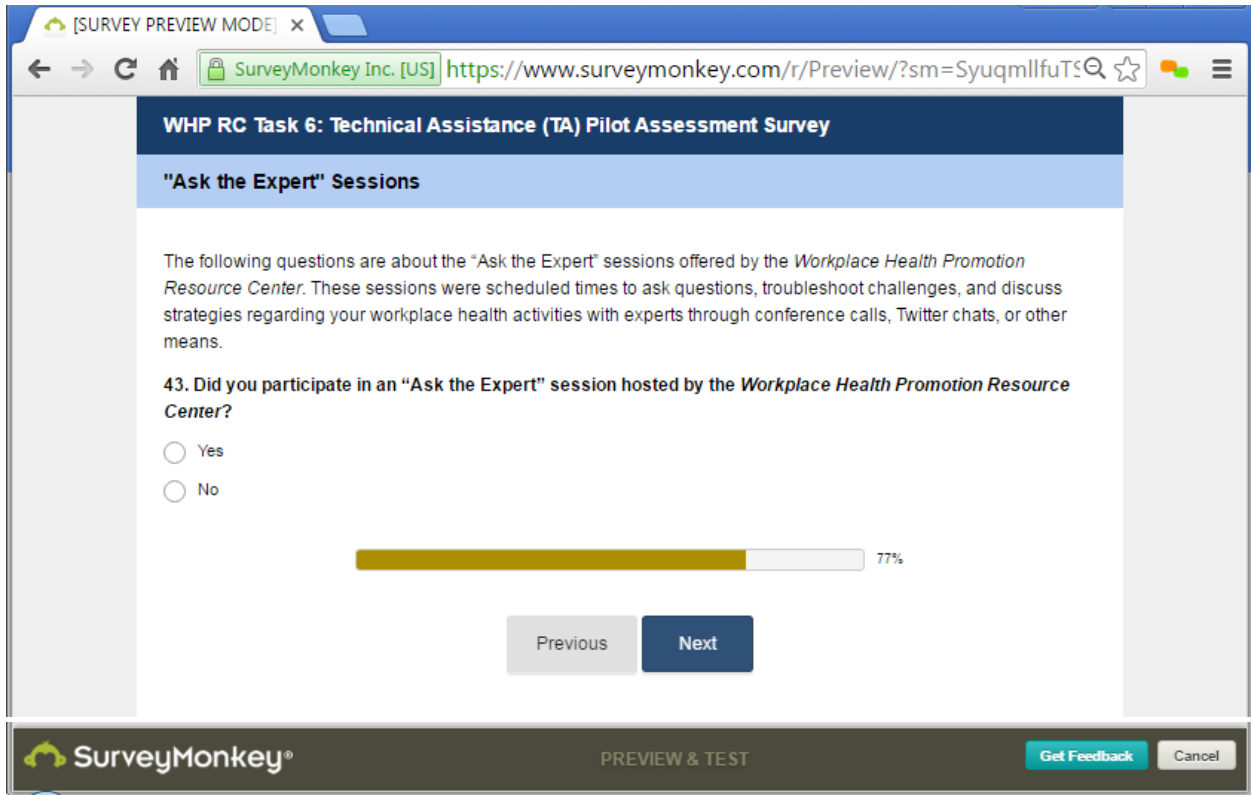 [SURVEY PREVIEW MODE]
SurveyMonkey Inc. [US] https://www.surveymonkey.com/r/Preview/?sm=SyuqmllfuTS
WHP RC Task 6: Technical Assistance (TA) Pilot Assessment Survey
"Ask the Expert" Sessions
The following questions are about the “Ask the Expert” sessions offered by the Workplace Health Promotion
Resource Center. These sessions were scheduled times to ask questions, troubleshoot challenges, and discuss
strategies regarding your workplace health activities with experts through conference calls, Twitter chats, or other
means.
43. Did you participate in an “Ask the Expert” session hosted by the Workplace Health Promotion Resource
Center?
Yes
No
77%
Previous Next
SurveyMonkey® PREVIEW & TEST Get Feedback Cancel